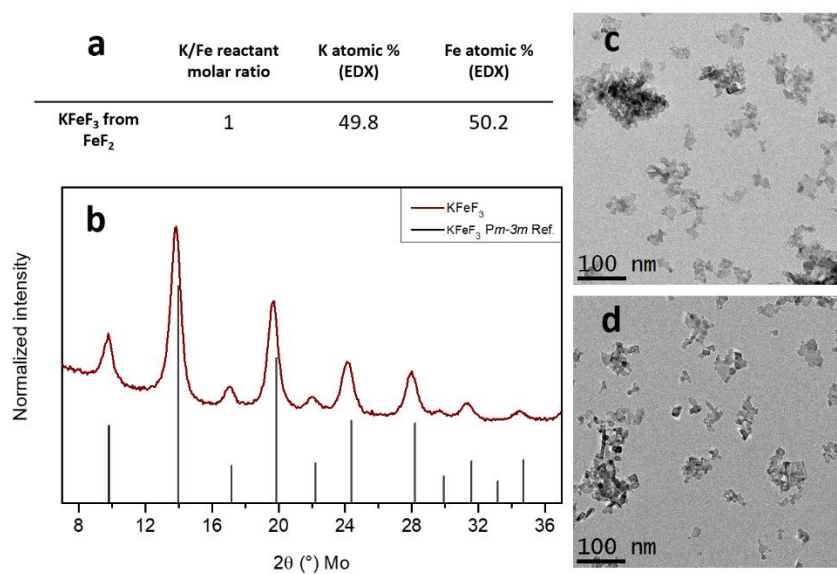 a
K/Fe reactant molar ratio
K atomic % (EDX)
Fe atomic % (EDX)
KFeF₃ from FeF₂
1
49.8
50.2
b
KFeF₃
KFeF₃ Pm-3m Ref.
Normalized intensity
8 12 16 20 24 28 32 36
2θ (°) Mo
c
100 nm
d
100 nm